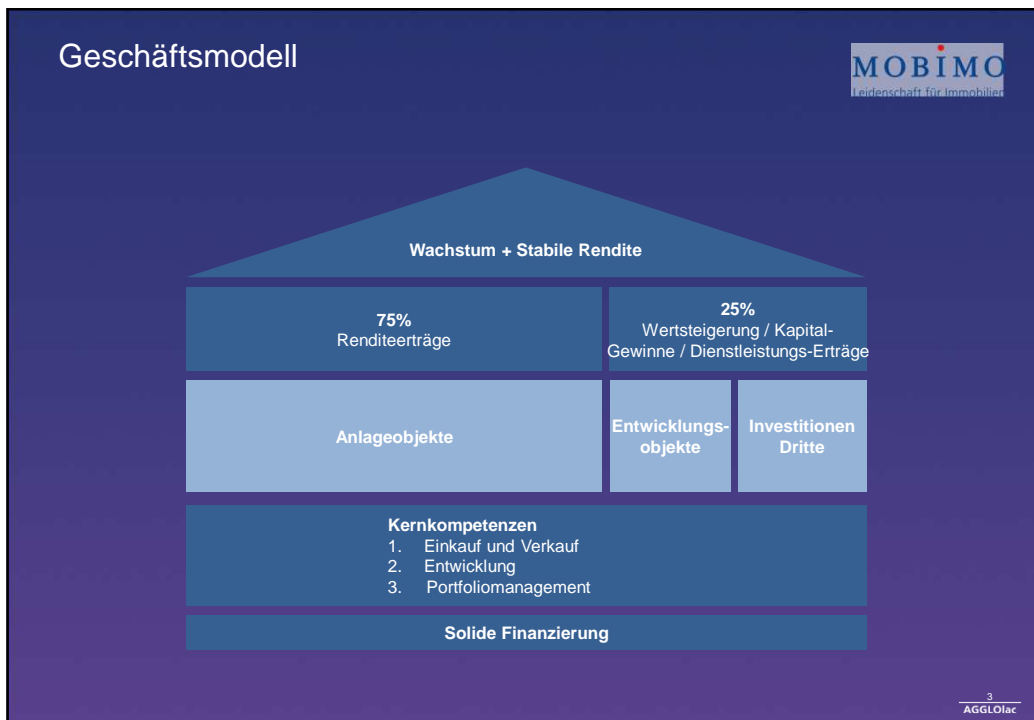 Geschäftsmodell
MOBIMO
Leidenschaft für Immobilien
Wachstum + Stabile Rendite
75%
Renditeerträge
25%
Wertsteigerung / Kapital-
Gewinne / Dienstleistungs-Erträge
Anlageobjekte
Entwicklungs-
objekte
Investitionen
Dritte
Kernkompetenzen
1. Einkauf und Verkauf
2. Entwicklung
3. Portfoliomanagement
Solide Finanzierung
3
AGGLOlac